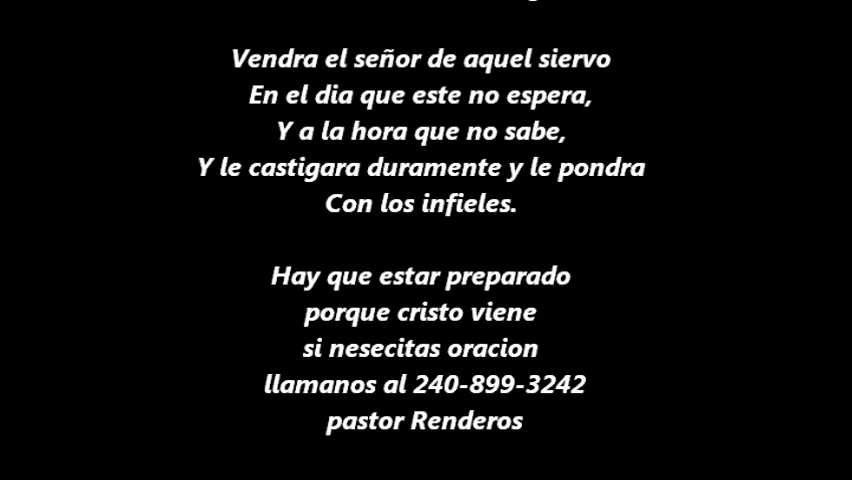 Vendra el señor de aquel siervo
En el dia que este no espera,
Y a la hora que no sabe,
Y le castigara duramente y le pondra
Con los infieles.
Hay que estar preparado
porque cristo viene
si nesecitas oracion
llamanos al 240-899-3242
pastor Renderos